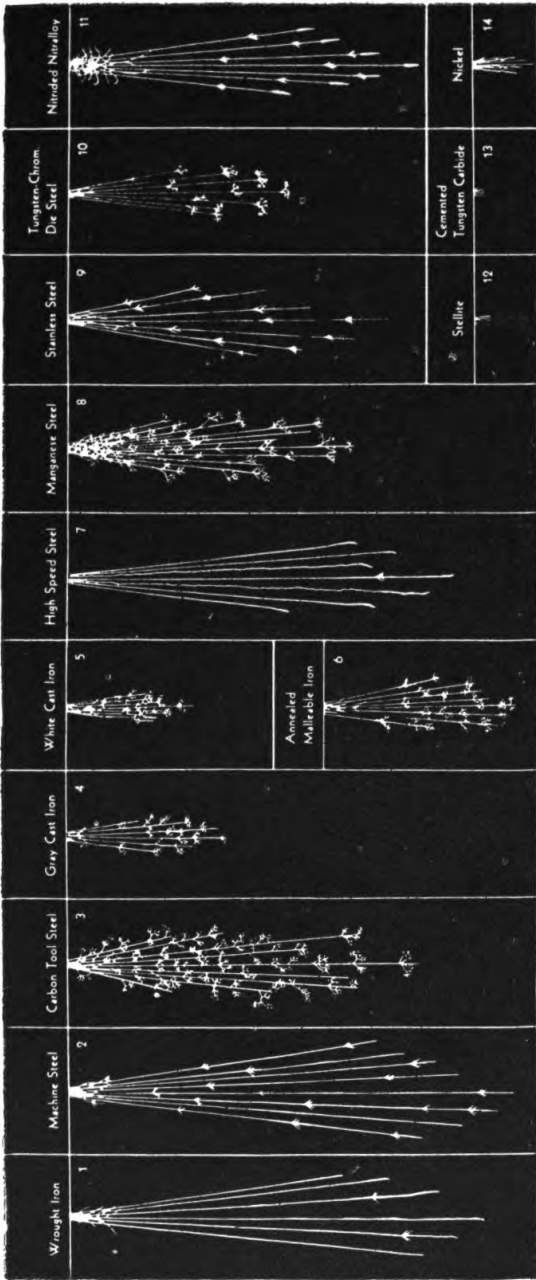 Wrought Iron
1
Machine Steel
2
Carbon Tool Steel
3
Gray Cast Iron
4
White Cast Iron
5
Annealed
Malleable Iron
6
High Speed Steel
7
Manganese Steel
8
Stainless Steel
9
Tungsten-Chrom.
Die Steel
10
Nitrided Nitralloy
11
Stellite
12
Cemented
Tungsten Carbide
13
Nickel
14